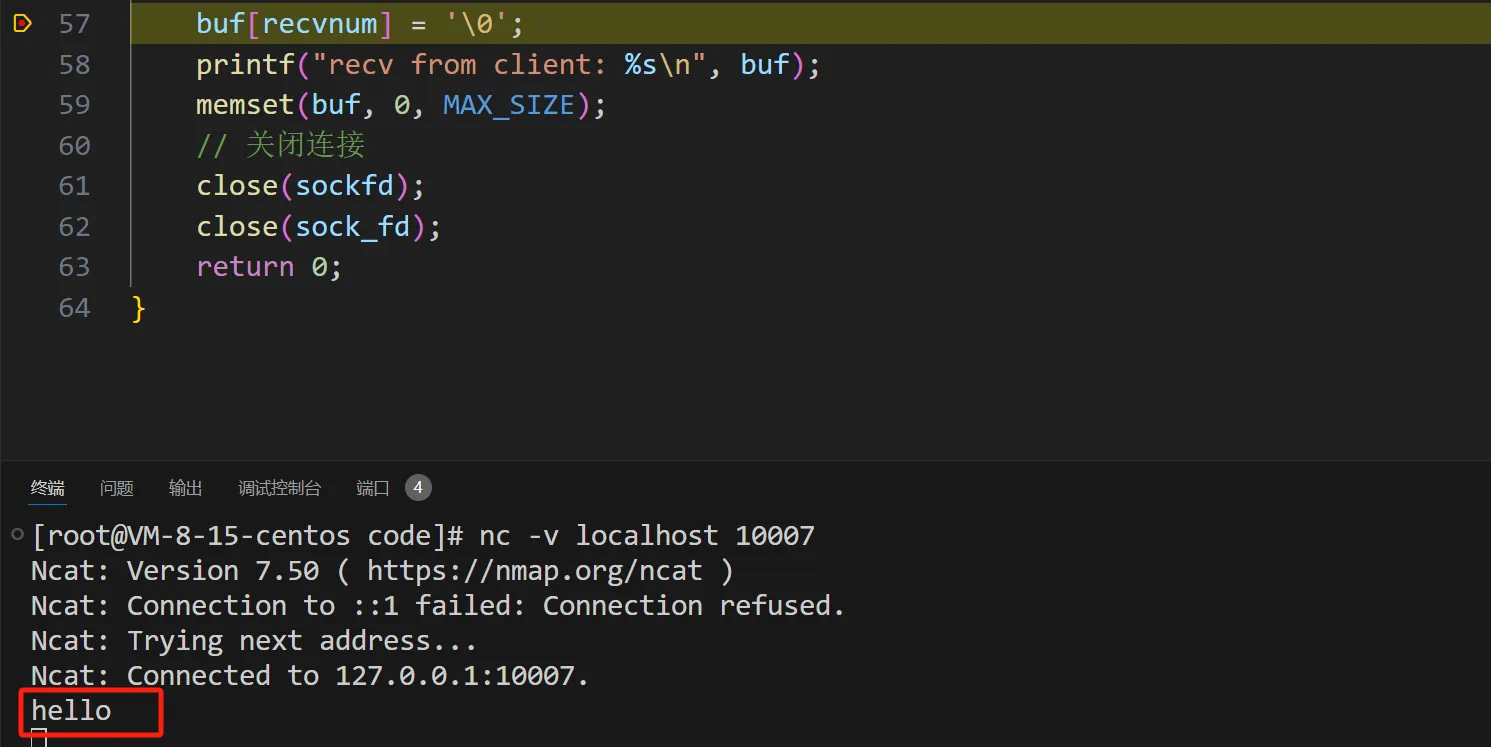 57 buf[recvnum] = '\0';
58 printf("recv from client: %s\n", buf);
59 memset(buf, 0, MAX_SIZE);
60 // 关闭连接
61 close(sockfd);
62 close(sock_fd);
63 return 0;
64 }
终端 问题 输出 调试控制台 端口 4
[root@VM-8-15-centos code]# nc -v localhost 10007
Ncat: Version 7.50 ( https://nmap.org/ncat )
Ncat: Connection to ::1 failed: Connection refused.
Ncat: Trying next address...
Ncat: Connected to 127.0.0.1:10007.
hello